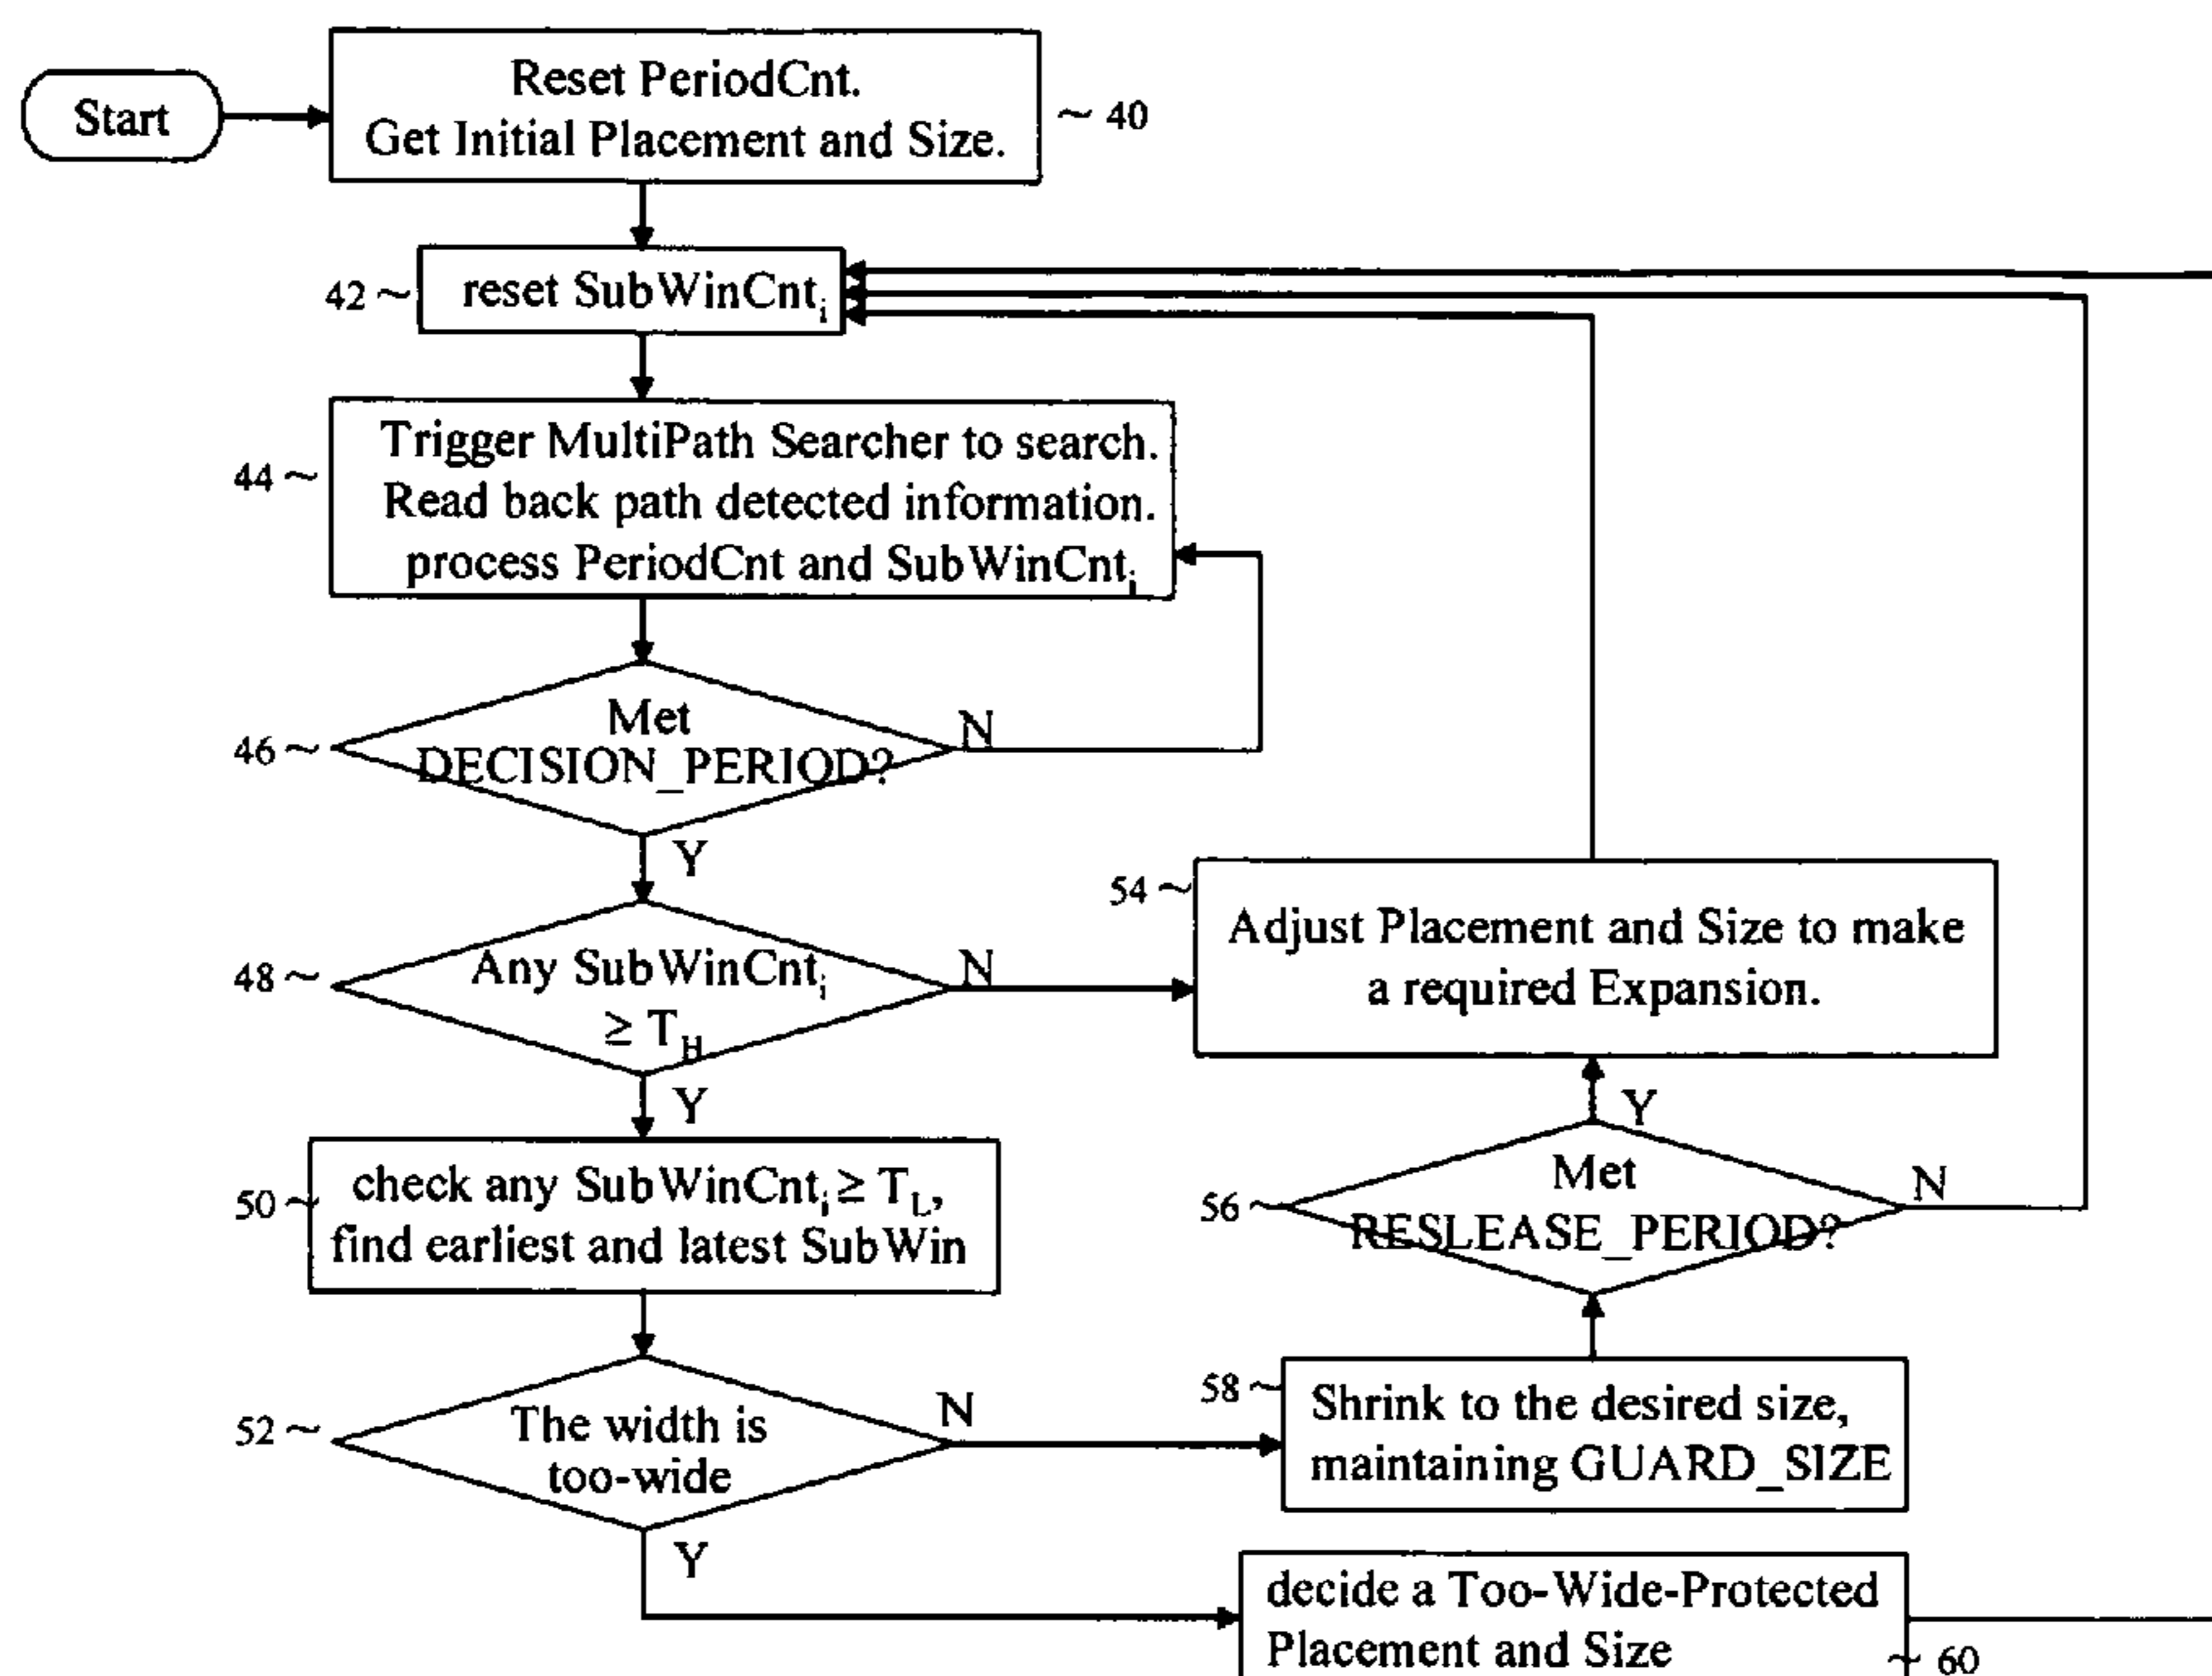 Start
Reset PeriodCnt.
Get Initial Placement and Size.
~ 40
42 ~
reset SubWinCntᵢ
44 ~
Trigger MultiPath Searcher to search.
Read back path detected information.
process PeriodCnt and SubWinCntᵢ
46 ~
Met
DECISION_PERIOD?
N
Y
48 ~
Any SubWinCntᵢ
≥ T_H
N
Y
54 ~
Adjust Placement and Size to make
a required Expansion.
Y
50 ~
check any SubWinCntᵢ ≥ T_L,
find earliest and latest SubWin
56 ~
Met
RESLEASE_PERIOD?
N
52 ~
The width is
too-wide
N
Y
58 ~
Shrink to the desired size,
maintaining GUARD_SIZE
decide a Too-Wide-Protected
Placement and Size
~ 60